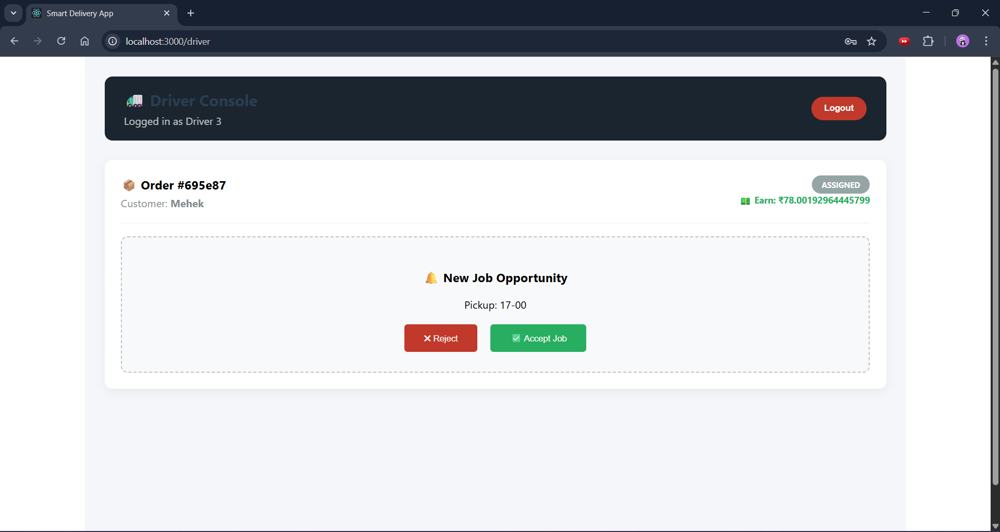 Smart Delivery App
localhost:3000/driver
Driver Console
Logged in as Driver 3
Logout
Order #695e87
ASSIGNED
Customer: Mehek
Earn: ₹78.00192964445799
New Job Opportunity
Pickup: 17-00
Reject
Accept Job